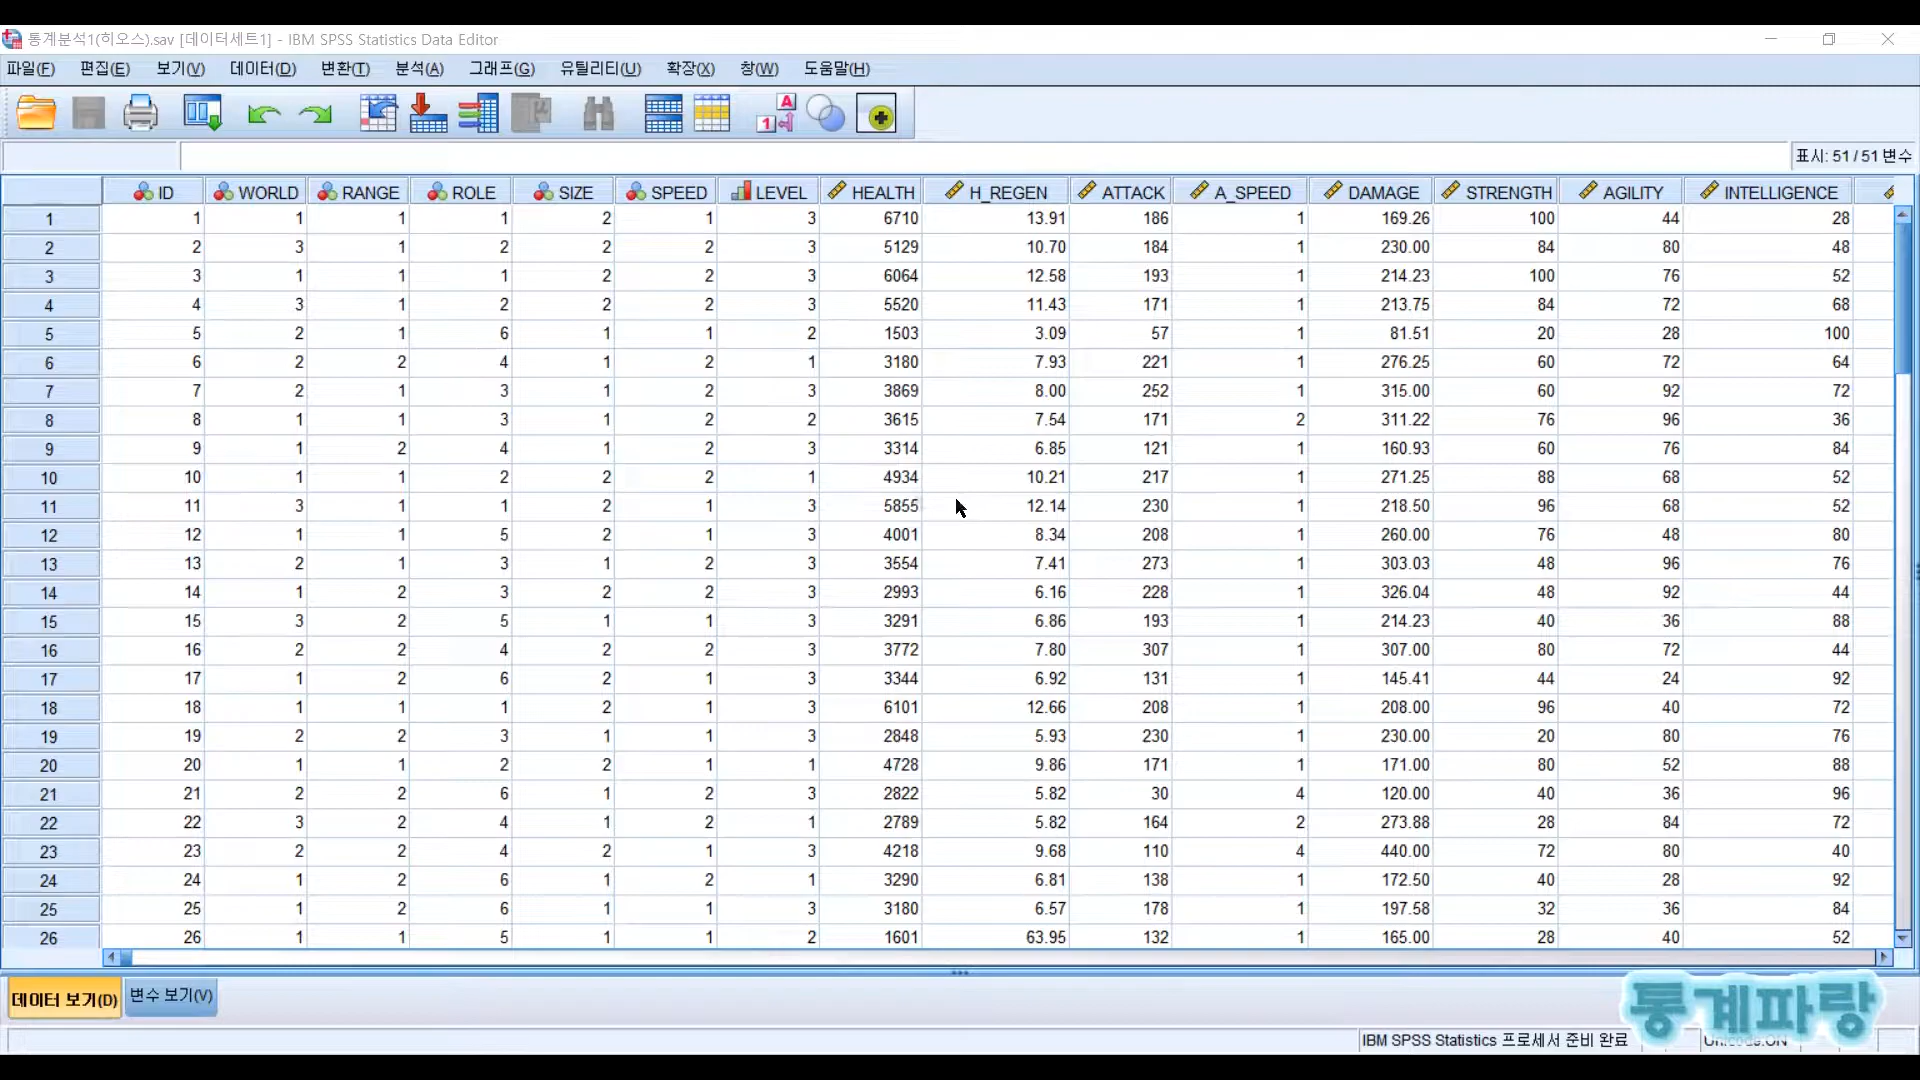 통계분석1(히오스).sav [데이터세트1] - IBM SPSS Statistics Data Editor
파일(F) 편집(E) 보기(V) 데이터(D) 변환(T) 분석(A) 그래프(G) 유틸리티(U) 확장(X) 창(W) 도움말(H)
표시: 51 / 51 변수
ID WORLD RANGE ROLE SIZE SPEED LEVEL HEALTH H_REGEN ATTACK A_SPEED DAMAGE STRENGTH AGILITY INTELLIGENCE
1 1 1 1 1 2 1 3 6710 13.91 186 1 169.26 100 44 28
2 2 3 1 2 2 2 3 5129 10.70 184 1 230.00 84 80 48
3 3 1 1 1 2 2 3 6064 12.58 193 1 214.23 100 76 52
4 4 3 1 2 2 2 3 5520 11.43 171 1 213.75 84 72 68
5 5 2 1 6 1 1 2 1503 3.09 57 1 81.51 20 28 100
6 6 2 2 4 1 2 1 3180 7.93 221 1 276.25 60 72 64
7 7 2 1 3 1 2 3 3869 8.00 252 1 315.00 60 92 72
8 8 1 1 3 1 2 2 3615 7.54 171 2 311.22 76 96 36
9 9 1 2 4 1 2 3 3314 6.85 121 1 160.93 60 76 84
10 10 1 1 2 2 2 1 4934 10.21 217 1 271.25 88 68 52
11 11 3 1 1 2 1 3 5855 12.14 230 1 218.50 96 68 52
12 12 1 1 5 2 1 3 4001 8.34 208 1 260.00 76 48 80
13 13 2 1 3 1 2 3 3554 7.41 273 1 303.03 48 96 76
14 14 1 2 3 2 2 3 2993 6.16 228 1 326.04 48 92 44
15 15 3 2 5 1 1 3 3291 6.86 193 1 214.23 40 36 88
16 16 2 2 4 2 2 3 3772 7.80 307 1 307.00 80 72 44
17 17 1 2 6 2 1 3 3344 6.92 131 1 145.41 44 24 92
18 18 1 1 1 2 1 3 6101 12.66 208 1 208.00 96 40 72
19 19 2 2 3 1 1 3 2848 5.93 230 1 230.00 20 80 76
20 20 1 1 2 2 1 1 4728 9.86 171 1 171.00 80 52 88
21 21 2 2 6 1 2 3 2822 5.82 30 4 120.00 40 36 96
22 22 3 2 4 1 2 1 2789 5.82 164 2 273.88 28 84 72
23 23 2 2 4 2 1 3 4218 9.68 110 4 440.00 72 80 40
24 24 1 2 6 1 2 1 3290 6.81 138 1 172.50 40 28 92
25 25 1 2 6 1 1 3 3180 6.57 178 1 197.58 32 36 84
26 26 1 1 5 1 1 2 1601 63.95 132 1 165.00 28 40 52
데이터 보기(D) 변수 보기(V)
통계파랑
IBM SPSS Statistics 프로세서 준비 완료 Unicode:ON